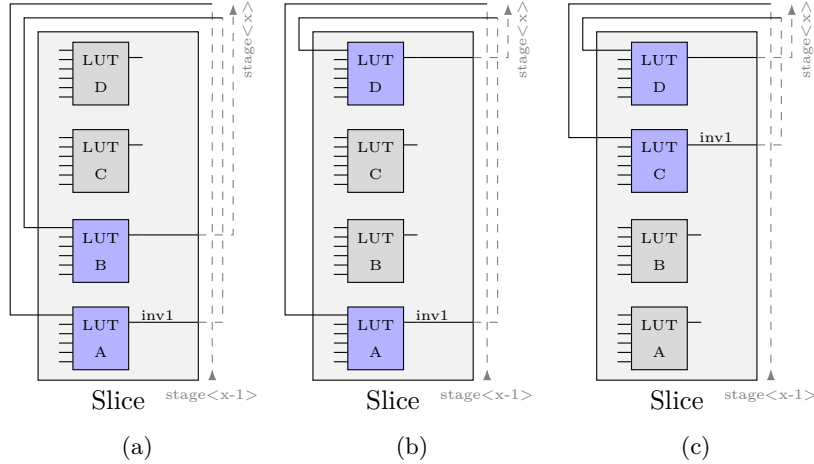 stage<x>
LUT
D
LUT
C
LUT
B
LUT
A
inv1
Slice
stage<x-1>
(a)
stage<x>
LUT
D
LUT
C
LUT
B
LUT
A
inv1
Slice
stage<x-1>
(b)
stage<x>
LUT
D
LUT
C
inv1
LUT
B
LUT
A
Slice
stage<x-1>
(c)